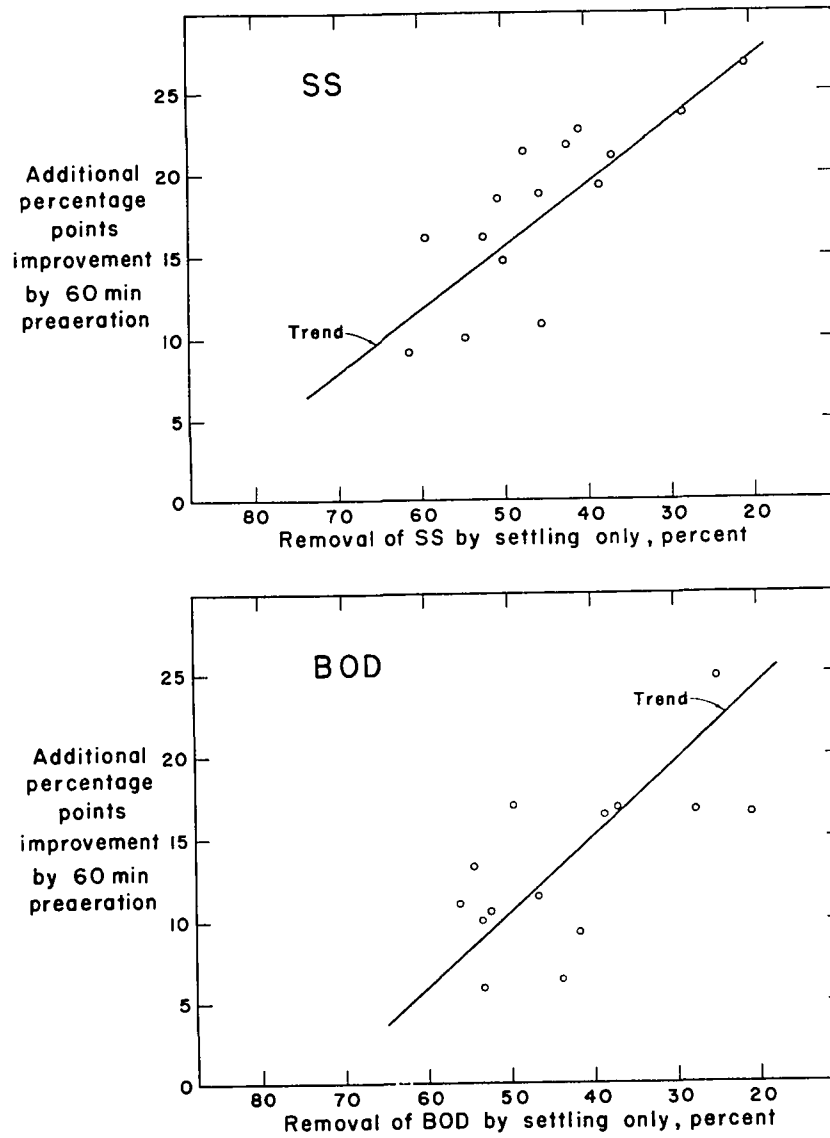 SS
25
20
15
10
5
0
Additional
percentage
points
improvement
by 60 min
preaeration
Trend
80 70 60 50 40 30 20
Removal of SS by settling only, percent
BOD
25
20
15
10
5
0
Additional
percentage
points
improvement
by 60 min
preaeration
Trend
80 70 60 50 40 30 20
Removal of BOD by settling only, percent